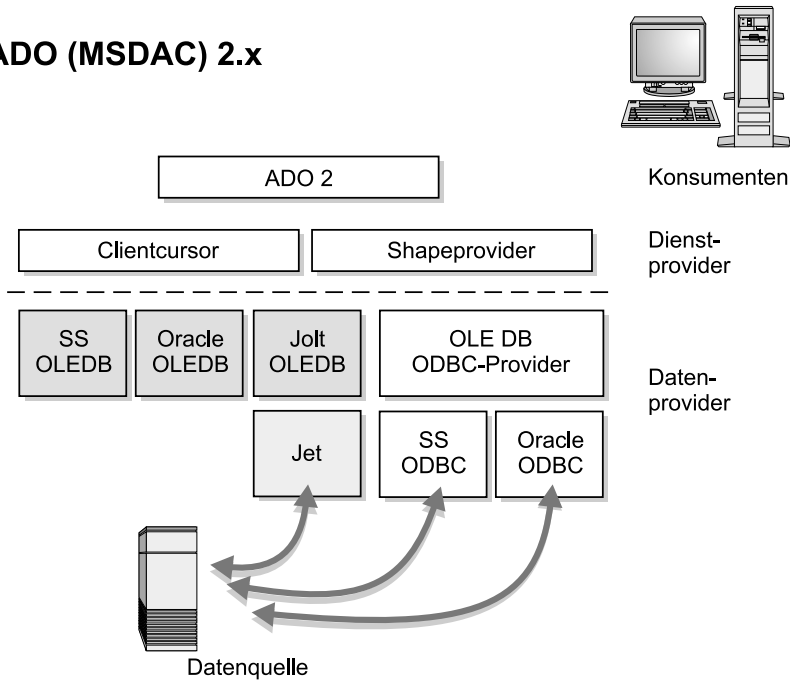 ADO (MSDAC) 2.x
ADO 2
Konsumenten
Clientcursor
Shapeprovider
Dienst-
provider
SS
OLEDB
Oracle
OLEDB
Jolt
OLEDB
OLE DB
ODBC-Provider
Daten-
provider
Jet
SS
ODBC
Oracle
ODBC
Datenquelle